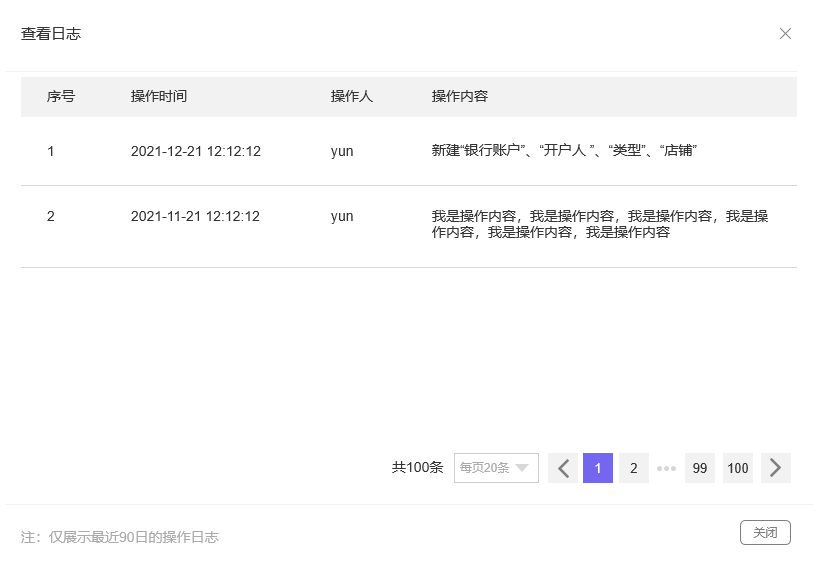 查看日志
序号 操作时间 操作人 操作内容
1 2021-12-21 12:12:12 yun 新建“银行账户”、“开户人 ”、“类型”、“店铺”
2 2021-11-21 12:12:12 yun 我是操作内容，我是操作内容，我是操作内容，我是操
作内容，我是操作内容，我是操作内容
共100条 每页20条 1 2 ••• 99 100
注：仅展示最近90日的操作日志 关闭